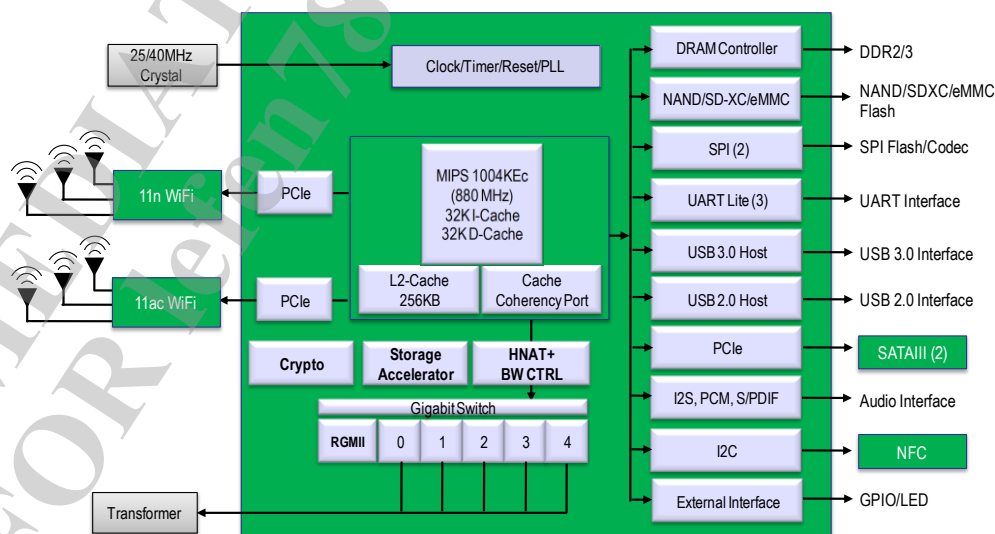 25/40MHz
Crystal
Clock/Timer/Reset/PLL
DRAM Controller
DDR2/3
NAND/SD-XC/eMMC
NAND/SDXC/eMMC
Flash
SPI (2)
SPI Flash/Codec
MIPS 1004KEc
(880 MHz)
32K I-Cache
32K D-Cache
11n WiFi
PCIe
UART Lite (3)
UART Interface
USB 3.0 Host
USB 3.0 Interface
L2-Cache
256KB
Cache
Coherency Port
11ac WiFi
PCIe
USB 2.0 Host
USB 2.0 Interface
PCIe
SATAIII (2)
Crypto
Storage
Accelerator
HNAT+
BW CTRL
I2S, PCM, S/PDIF
Audio Interface
Gigabit Switch
RGMII
0
1
2
3
4
I2C
NFC
External Interface
GPIO/LED
Transformer
FOR lefen 78